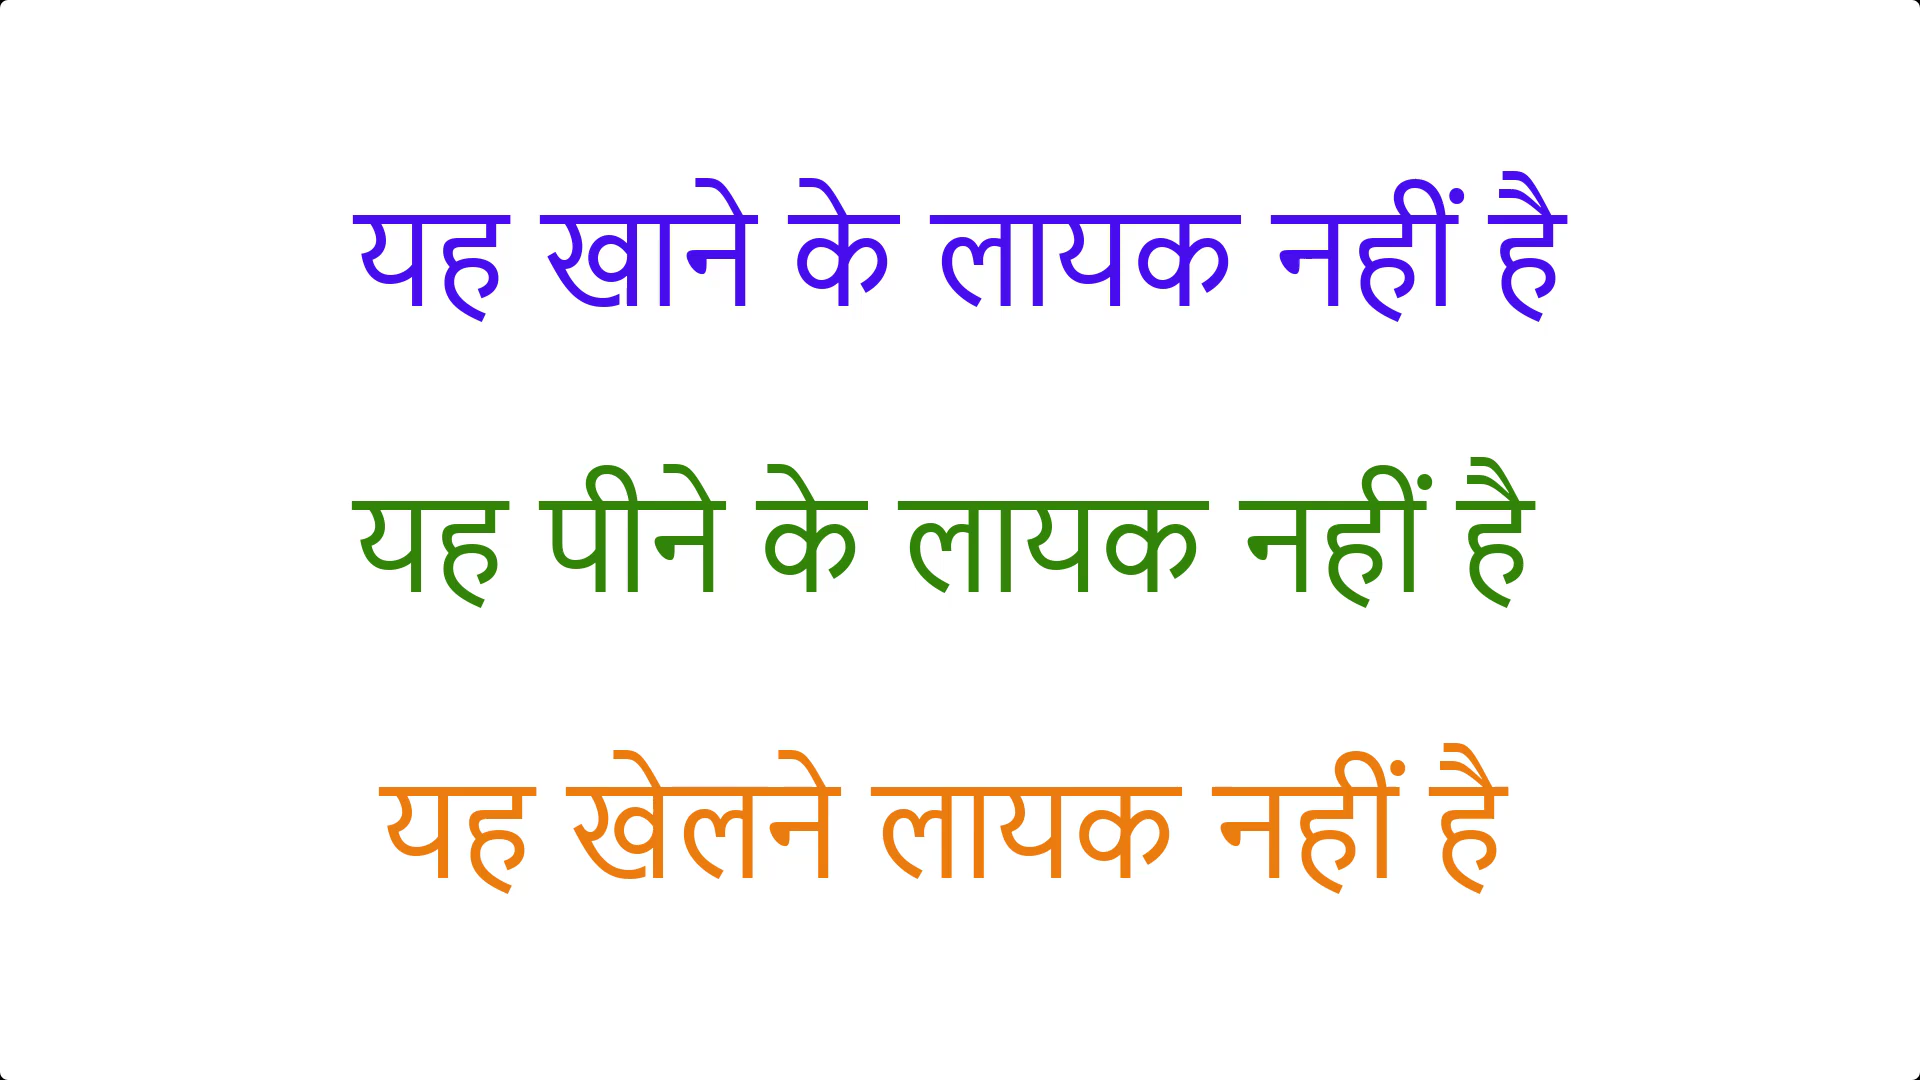 यह खाने के लायक नहीं है
यह पीने के लायक नहीं है
यह खेलने लायक नहीं है